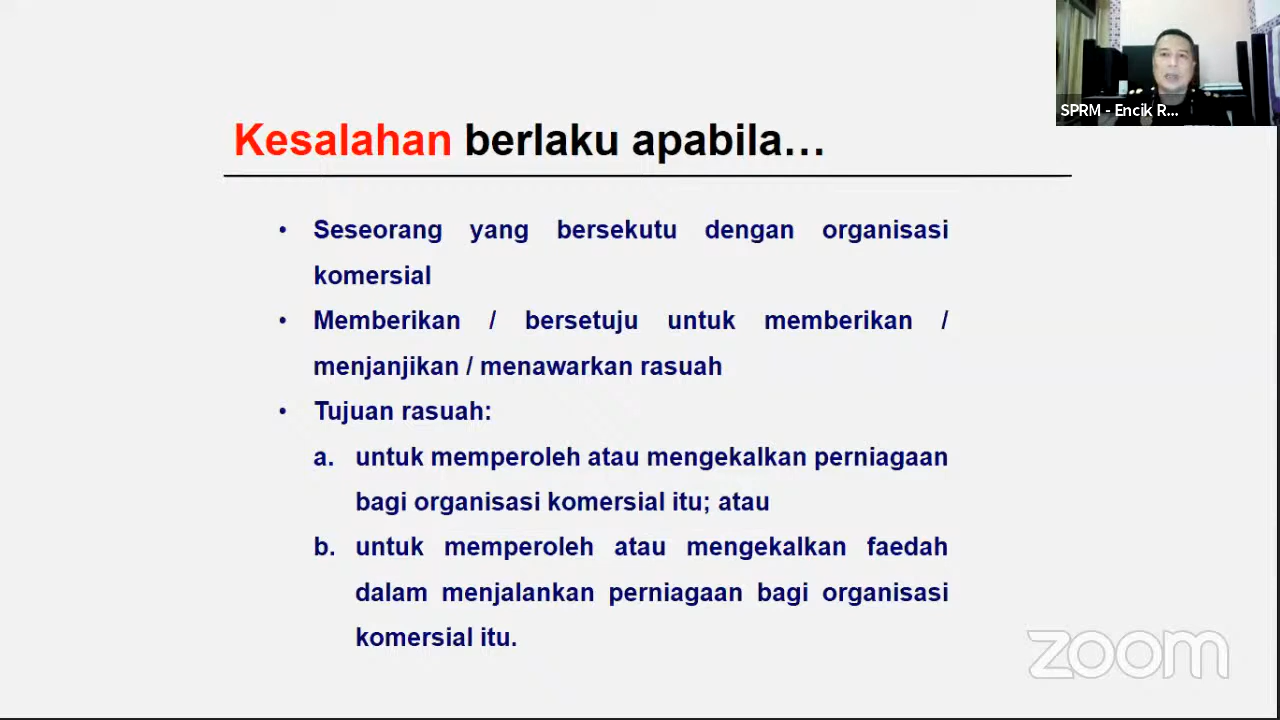 SPRM - Encik R...
Kesalahan berlaku apabila...
• Seseorang yang bersekutu dengan organisasi
komersial
• Memberikan / bersetuju untuk memberikan /
menjanjikan / menawarkan rasuah
• Tujuan rasuah:
a. untuk memperoleh atau mengekalkan perniagaan
bagi organisasi komersial itu; atau
b. untuk memperoleh atau mengekalkan faedah
dalam menjalankan perniagaan bagi organisasi
komersial itu.
zoom